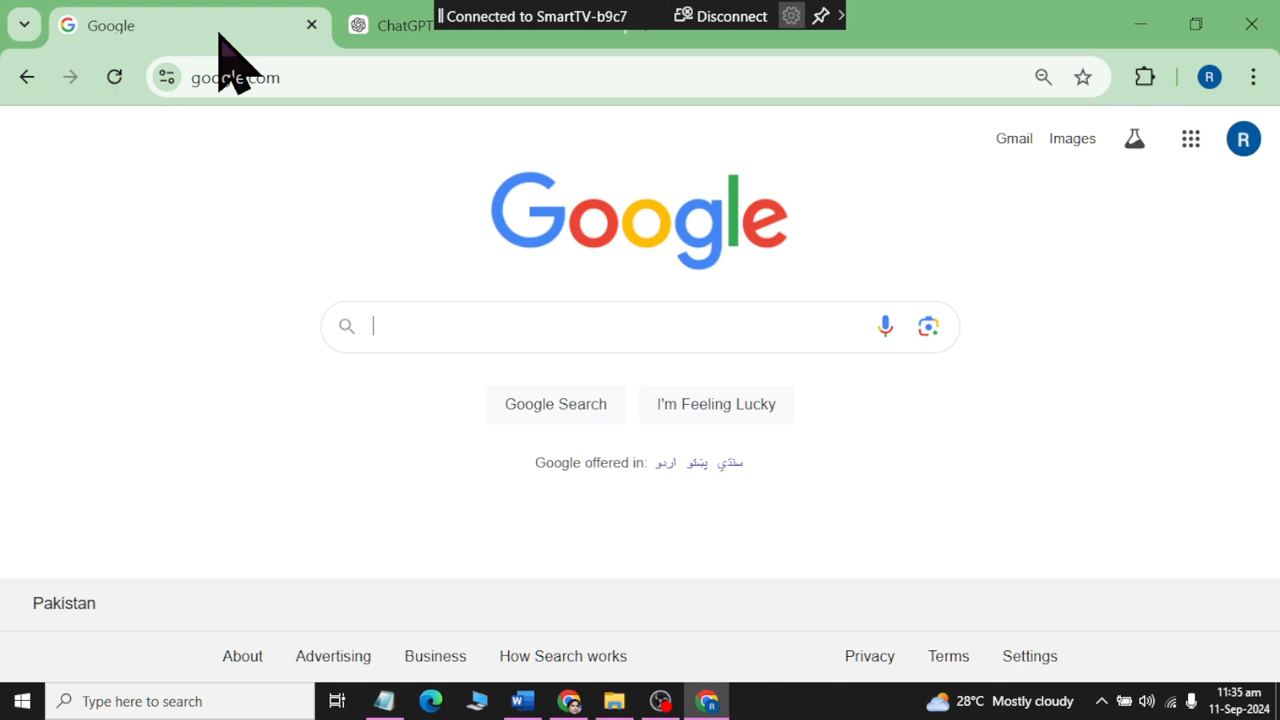 Google
ChatGPT
Connected to SmartTV-b9c7
Disconnect
google.com
R
Gmail
Images
R
Google
Google Search
I'm Feeling Lucky
Google offered in: اردو پښتو سنڌي
Pakistan
About
Advertising
Business
How Search works
Privacy
Terms
Settings
Type here to search
28°C Mostly cloudy
11:35 am
11-Sep-2024